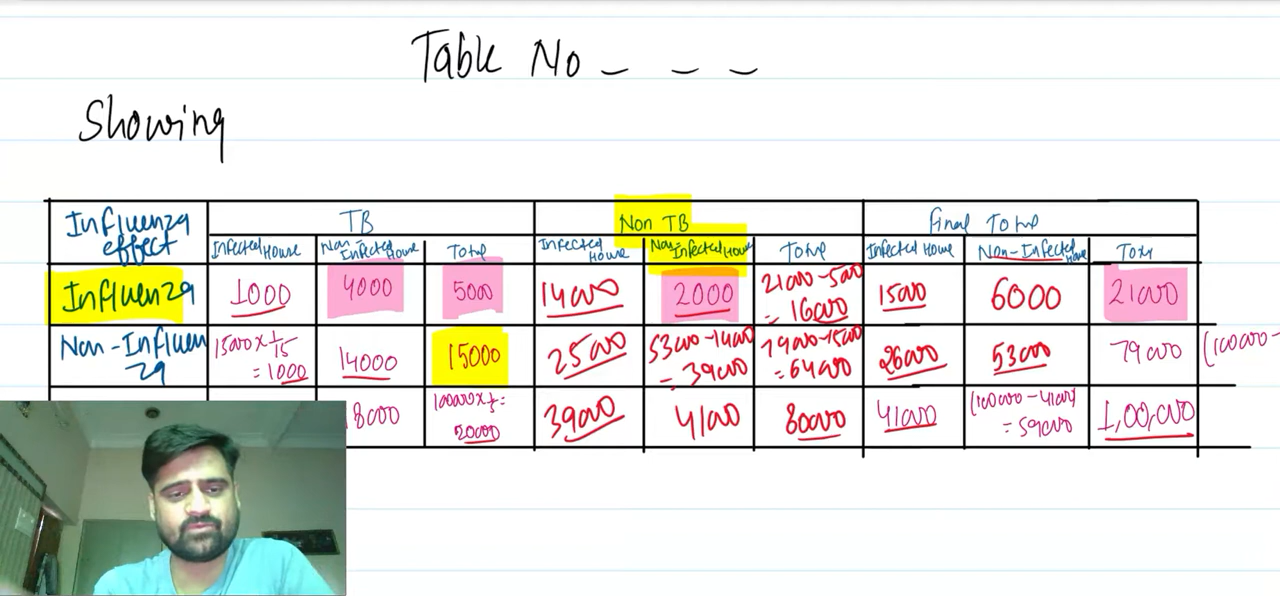 Table No _ _ _
Showing
Influenza effect TB Non TB Final Total
Infected House Non Infected House Total Infected House Non Infected House Total Infected House Non-Infected House Total
Influenza 1000 4000 5000 14000 2000 21000-5000 = 16000 15000 6000 21000
Non-Influenza 15000 x 1/15 = 1000 14000 15000 25000 53000-14000 = 39000 79000-15000 = 64000 26000 53000 79000 (100000-
18000 100000 x 1/5 = 20000 39000 41000 80000 41000 (100000-41000) = 59000 1,00,000